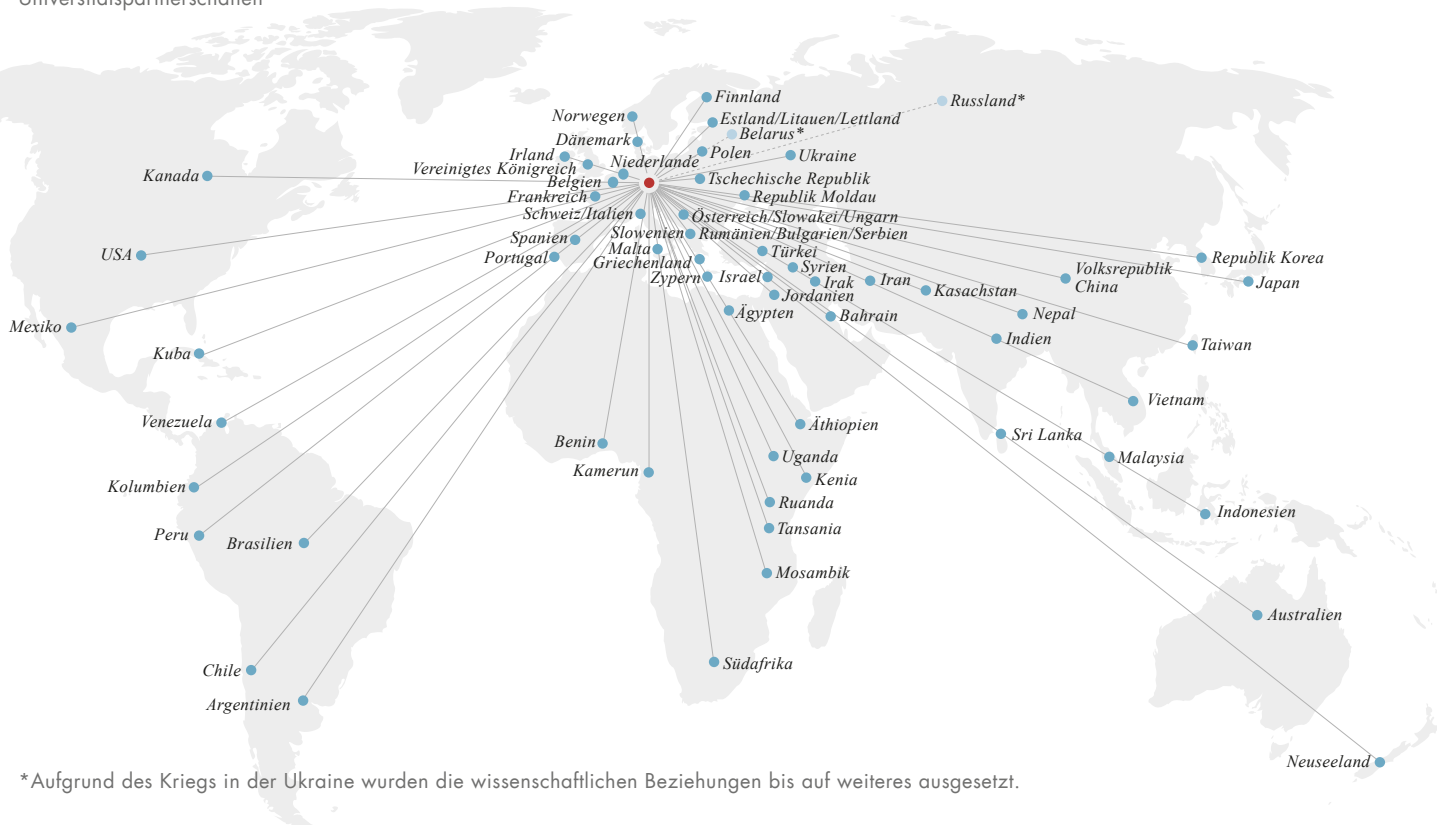 Universitätspartnerschaften
Finnland
Russland*
Norwegen
Estland/Litauen/Lettland
Belarus*
Dänemark
Irland
Niederlande
Polen
Ukraine
Vereinigtes Königreich
Kanada
Belgien
Tschechische Republik
Frankreich
Republik Moldau
Schweiz/Italien
Österreich/Slowakei/Ungarn
Slowenien
Rumänien/Bulgarien/Serbien
Spanien
Malta
Türkei
USA
Portugal
Griechenland
Syrien
Republik Korea
Zypern
Israel
Irak
Iran
Volksrepublik
China
Japan
Kasachstan
Jordanien
Ägypten
Bahrain
Nepal
Mexiko
Indien
Taiwan
Kuba
Vietnam
Venezuela
Äthiopien
Sri Lanka
Benin
Uganda
Malaysia
Kamerun
Kenia
Kolumbien
Ruanda
Indonesien
Peru
Brasilien
Tansania
Mosambik
Australien
Chile
Südafrika
Argentinien
Neuseeland
*Aufgrund des Kriegs in der Ukraine wurden die wissenschaftlichen Beziehungen bis auf weiteres ausgesetzt.